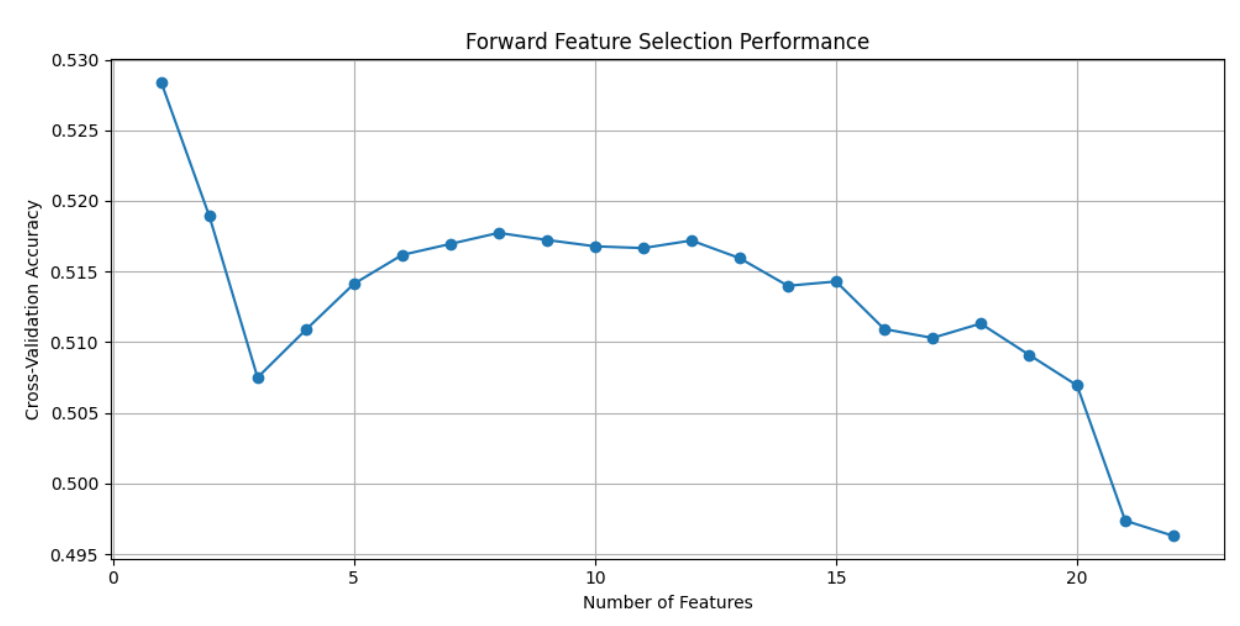 Forward Feature Selection Performance
0.530
0.525
0.520
0.515
0.510
0.505
0.500
0.495
Cross-Validation Accuracy
0 5 10 15 20
Number of Features